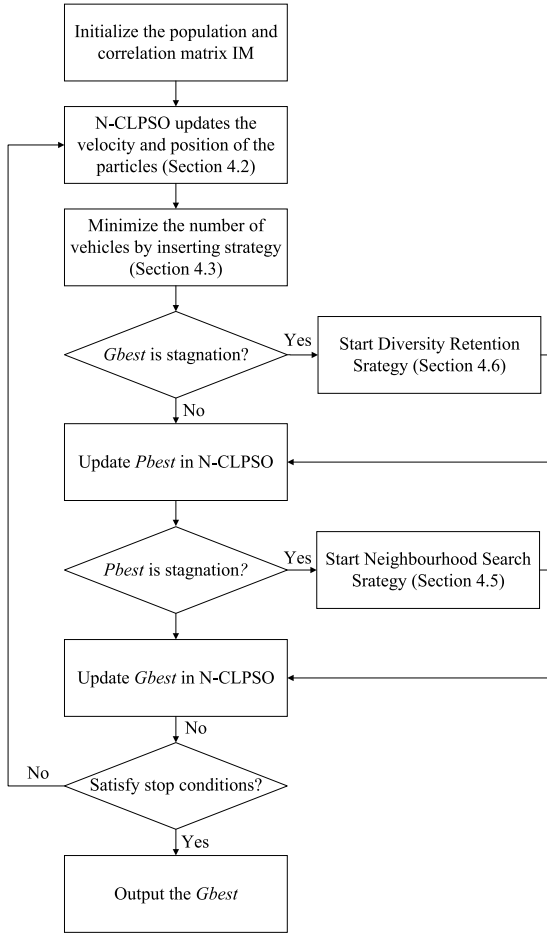 Initialize the population and
correlation matrix IM
N-CLPSO updates the
velocity and position of the
particles (Section 4.2)
Minimize the number of
vehicles by inserting strategy
(Section 4.3)
Gbest is stagnation?
Yes
Start Diversity Retention
Srategy (Section 4.6)
No
Update Pbest in N-CLPSO
Pbest is stagnation?
Yes
Start Neighbourhood Search
Srategy (Section 4.5)
Update Gbest in N-CLPSO
No
No
Satisfy stop conditions?
Yes
Output the Gbest